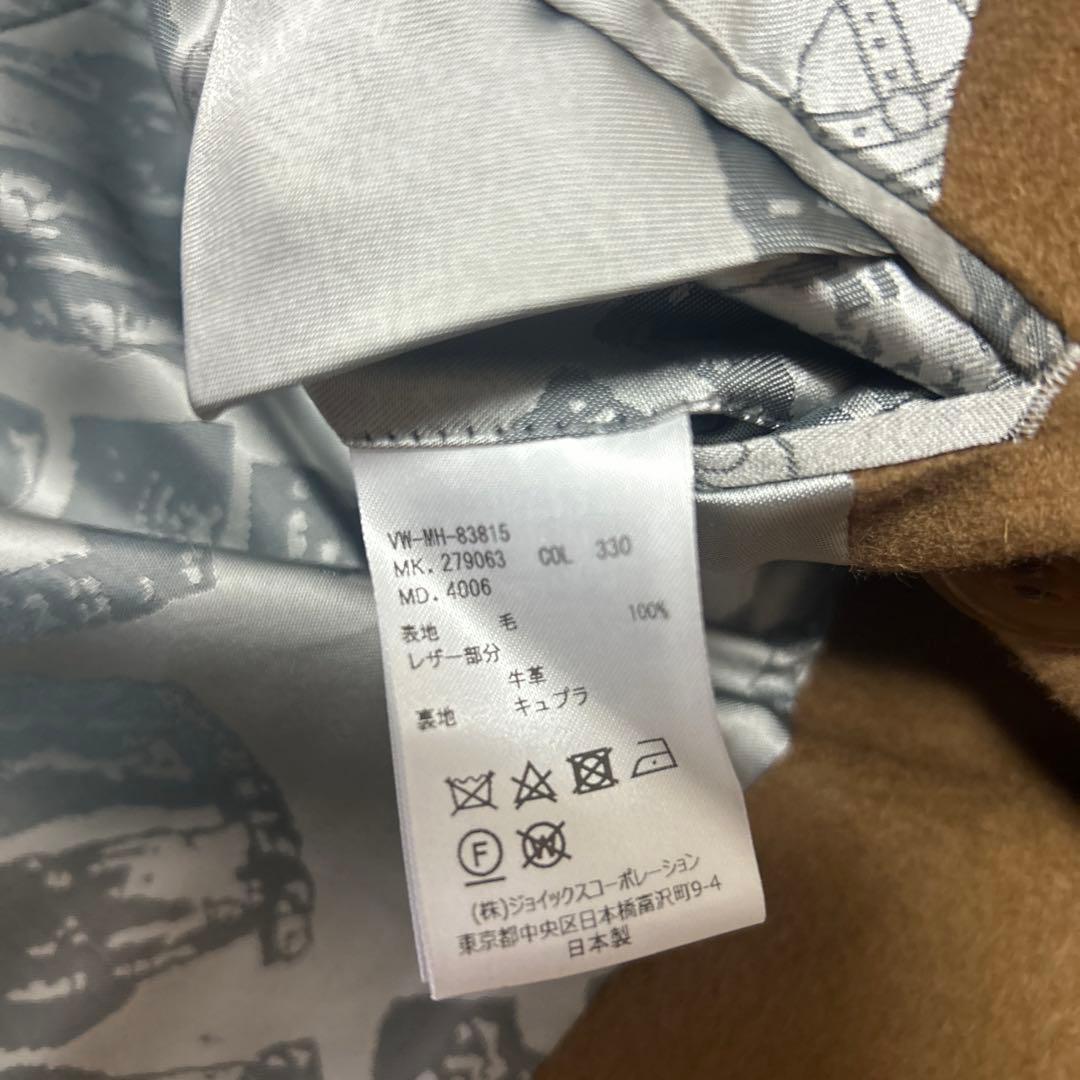 VW-MH-83815
MK. 279063 COL 330
MD. 4006
表地 毛 100%
レザー部分
牛革
裏地 キュプラ
F W
(株)ジョイックスコーポレーション
東京都中央区日本橋富沢町9-4
日本製